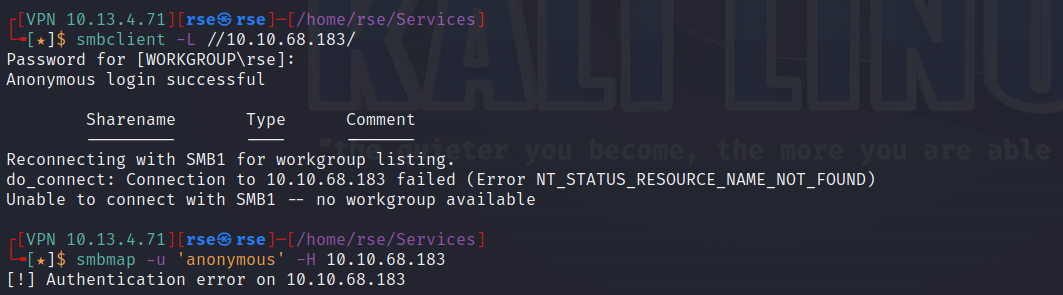 [VPN 10.13.4.71][rse㉿rse]-[/home/rse/Services]
[★]$ smbclient -L //10.10.68.183/
Password for [WORKGROUP\rse]:
Anonymous login successful
Sharename Type Comment
--------- ---- -------
Reconnecting with SMB1 for workgroup listing.
do_connect: Connection to 10.10.68.183 failed (Error NT_STATUS_RESOURCE_NAME_NOT_FOUND)
Unable to connect with SMB1 -- no workgroup available
[VPN 10.13.4.71][rse㉿rse]-[/home/rse/Services]
[★]$ smbmap -u 'anonymous' -H 10.10.68.183
[!] Authentication error on 10.10.68.183
KALI LINU
"the quieter you become, the more you are able